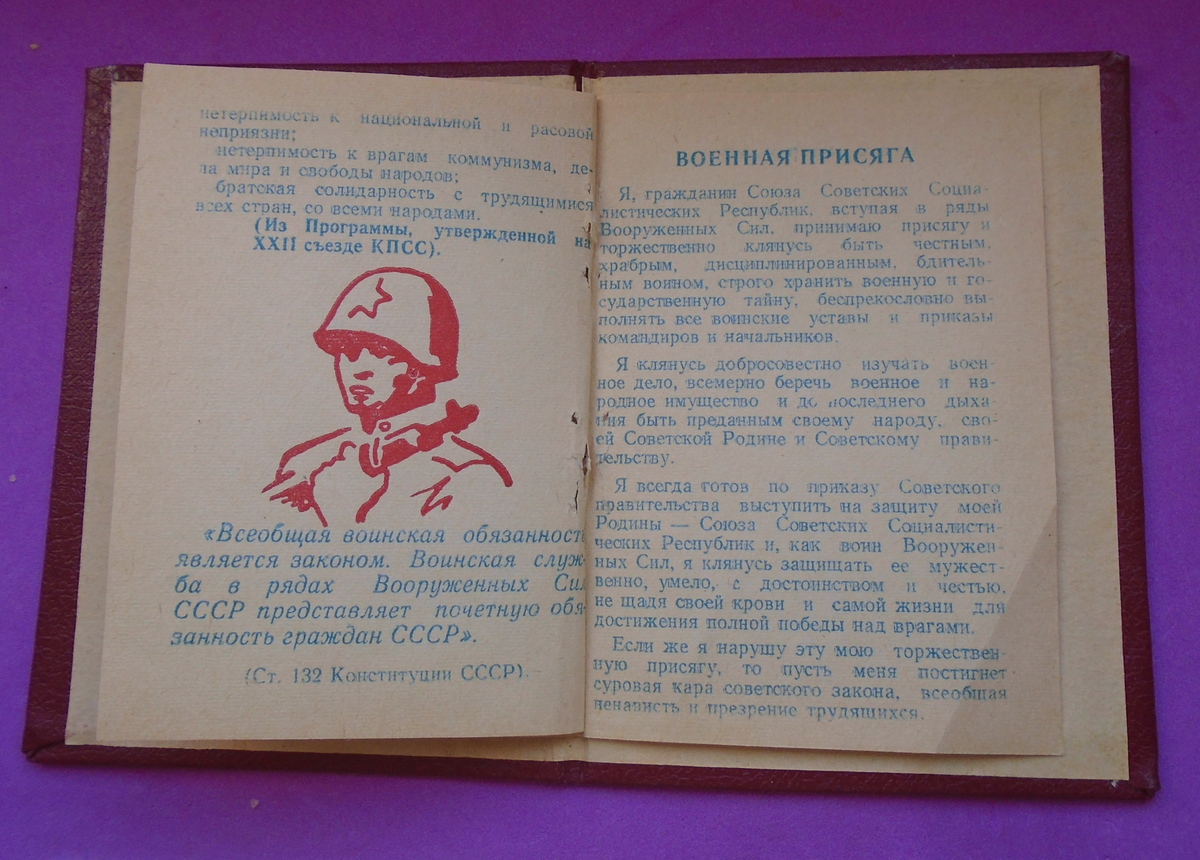 нетерпимость к национальной и расовой
неприязни;
нетерпимость к врагам коммунизма, де-
ла мира и свободы народов;
братская солидарность с трудящимися
всех стран, со всеми народами.
(Из Программы, утвержденной на
XXII съезде КПСС).
«Всеобщая воинская обязанность
является законом. Воинская служ-
ба в рядах Вооруженных Сил
СССР представляет почетную обя-
занность граждан СССР».
(Ст. 132 Конституции СССР).
ВОЕННАЯ ПРИСЯГА
Я, гражданин Союза Советских Социа-
листических Республик, вступая в ряды
Вооруженных Сил, принимаю присягу и
торжественно клянусь быть честным,
храбрым, дисциплинированным, бдитель-
ным воином, строго хранить военную и го-
сударственную тайну, беспрекословно вы-
полнять все воинские уставы и приказы
командиров и начальников.
Я клянусь добросовестно изучать воен-
ное дело, всемерно беречь военное и на-
родное имущество и до последнего дыха-
ния быть преданным своему народу, сво-
ей Советской Родине и Советскому прави-
тельству.
Я всегда готов по приказу Советского
правительства выступить на защиту моей
Родины — Союза Советских Социалисти-
ческих Республик и, как воин Вооружен-
ных Сил, я клянусь защищать ее мужест-
венно, умело, с достоинством и честью,
не щадя своей крови и самой жизни для
достижения полной победы над врагами.
Если же я нарушу эту мою торжествен-
ную присягу, то пусть меня постигнет
суровая кара советского закона, всеобщая
ненависть и презрение трудящихся.